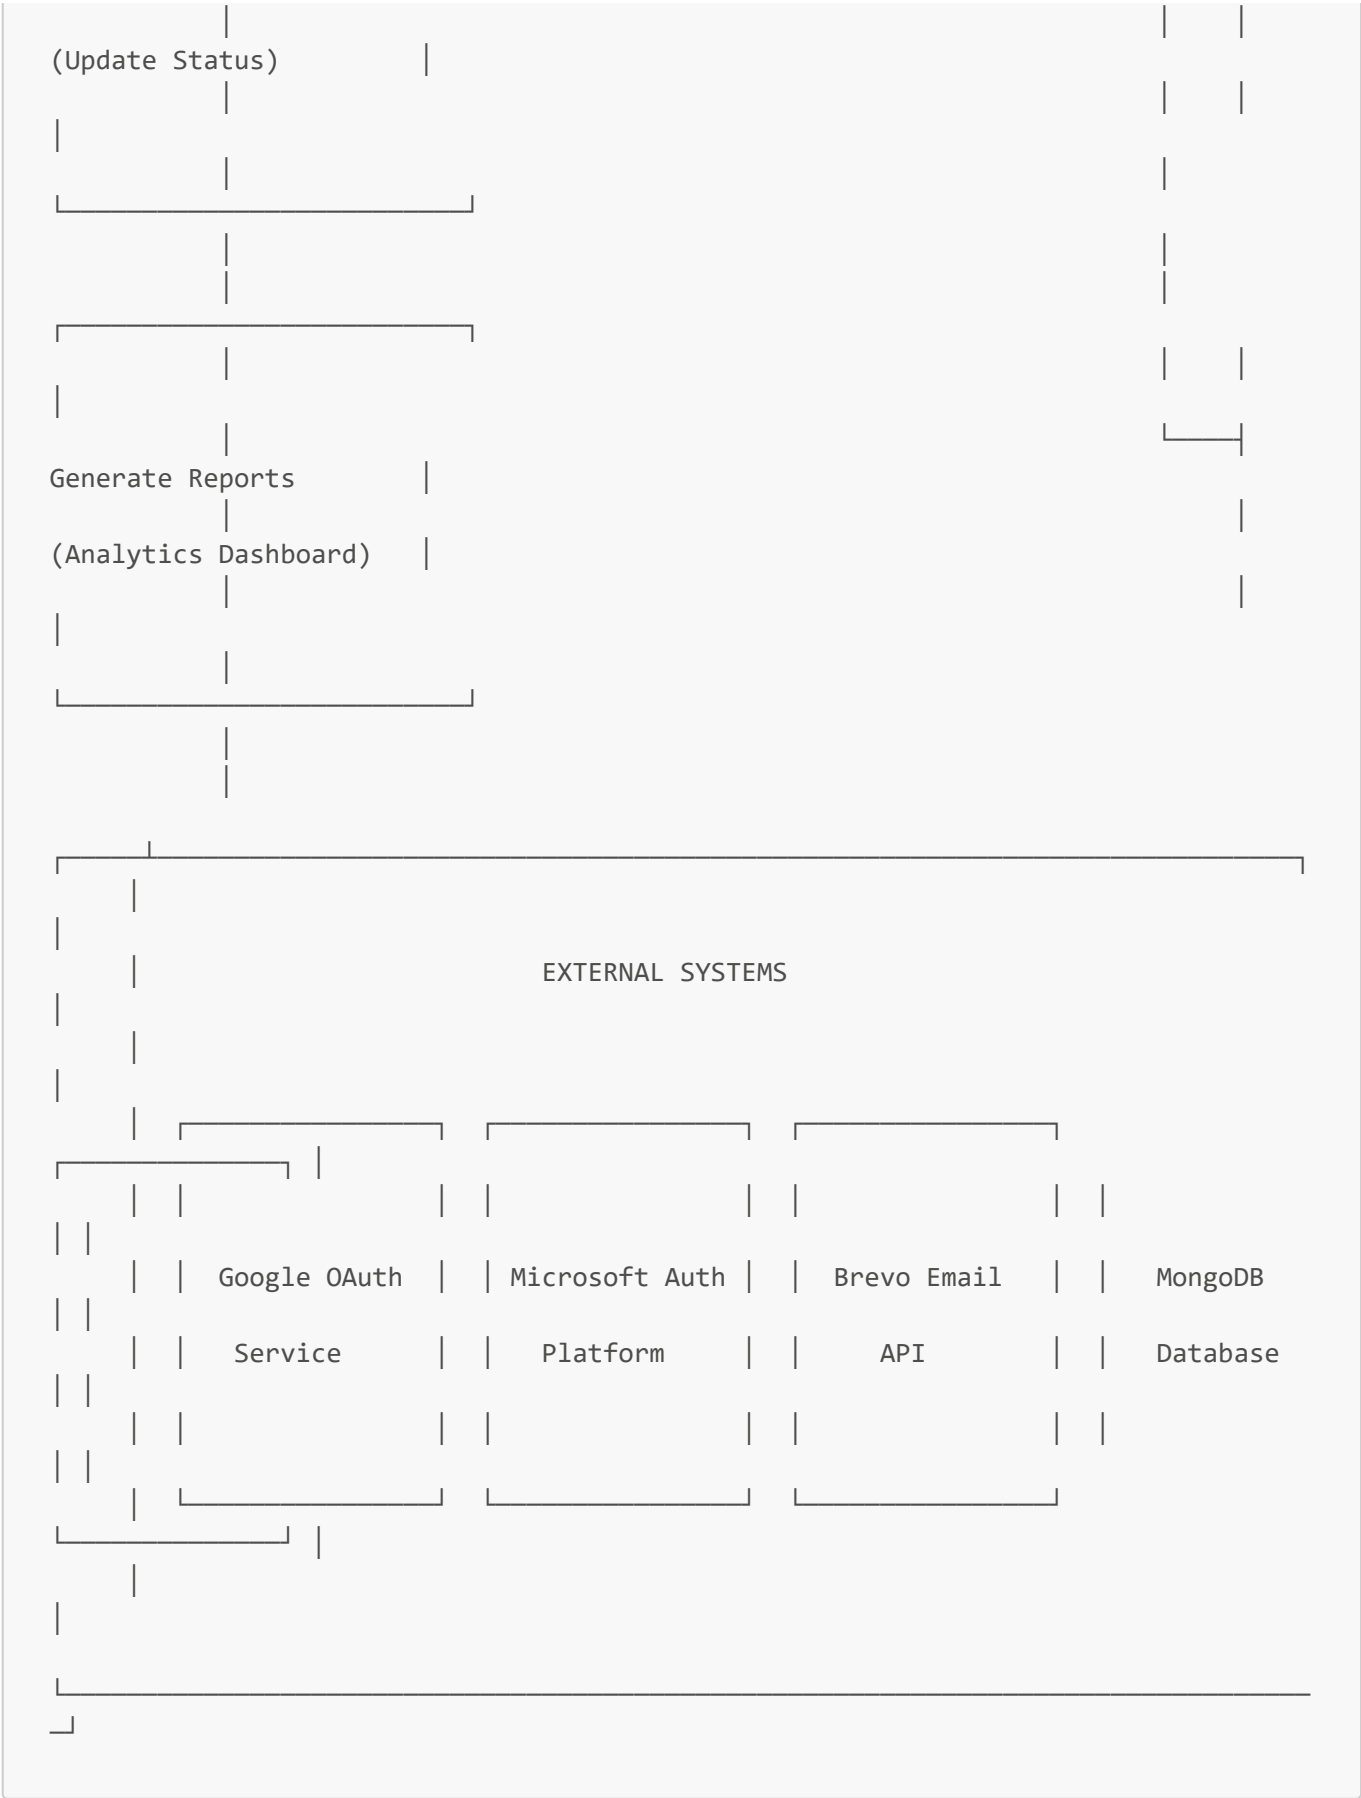 (Update Status)
Generate Reports
(Analytics Dashboard)
EXTERNAL SYSTEMS
Google OAuth Microsoft Auth Brevo Email MongoDB
Service Platform API Database